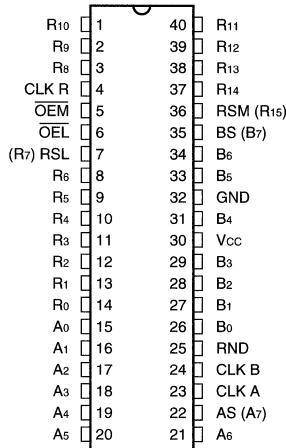 R10 1 40 R11
R9 2 39 R12
R8 3 38 R13
CLK R 4 37 R14
OEM 5 36 RSM (R15)
OEL 6 35 BS (B7)
(R7) RSL 7 34 B6
R6 8 33 B5
R5 9 32 GND
R4 10 31 B4
R3 11 30 VCC
R2 12 29 B3
R1 13 28 B2
R0 14 27 B1
A0 15 26 B0
A1 16 25 RND
A2 17 24 CLK B
A3 18 23 CLK A
A4 19 22 AS (A7)
A5 20 21 A6